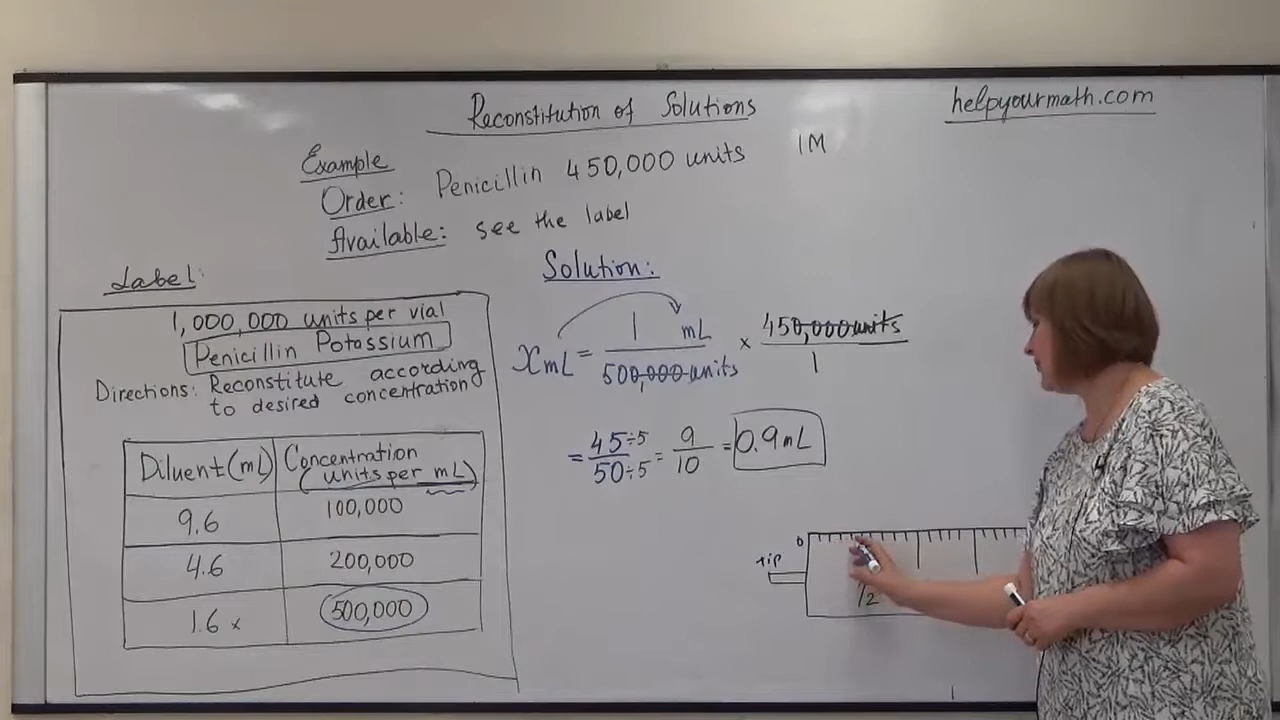 Reconstitution of Solutions
helpyourmath.com
Example
Order: Penicillin 450,000 units IM
Available: see the label
Label:
1,000,000 units per vial
Penicillin Potassium
Directions: Reconstitute according
to desired concentration
Diluent (mL) Concentration
(units per mL)
9.6 100,000
4.6 200,000
1.6 x 500,000
Solution:
x mL = 1 mL / 500,000 units × 450,000 units / 1
= 45 ÷5 / 50 ÷5 = 9 / 10 = 0.9 mL
0
tip
1/2